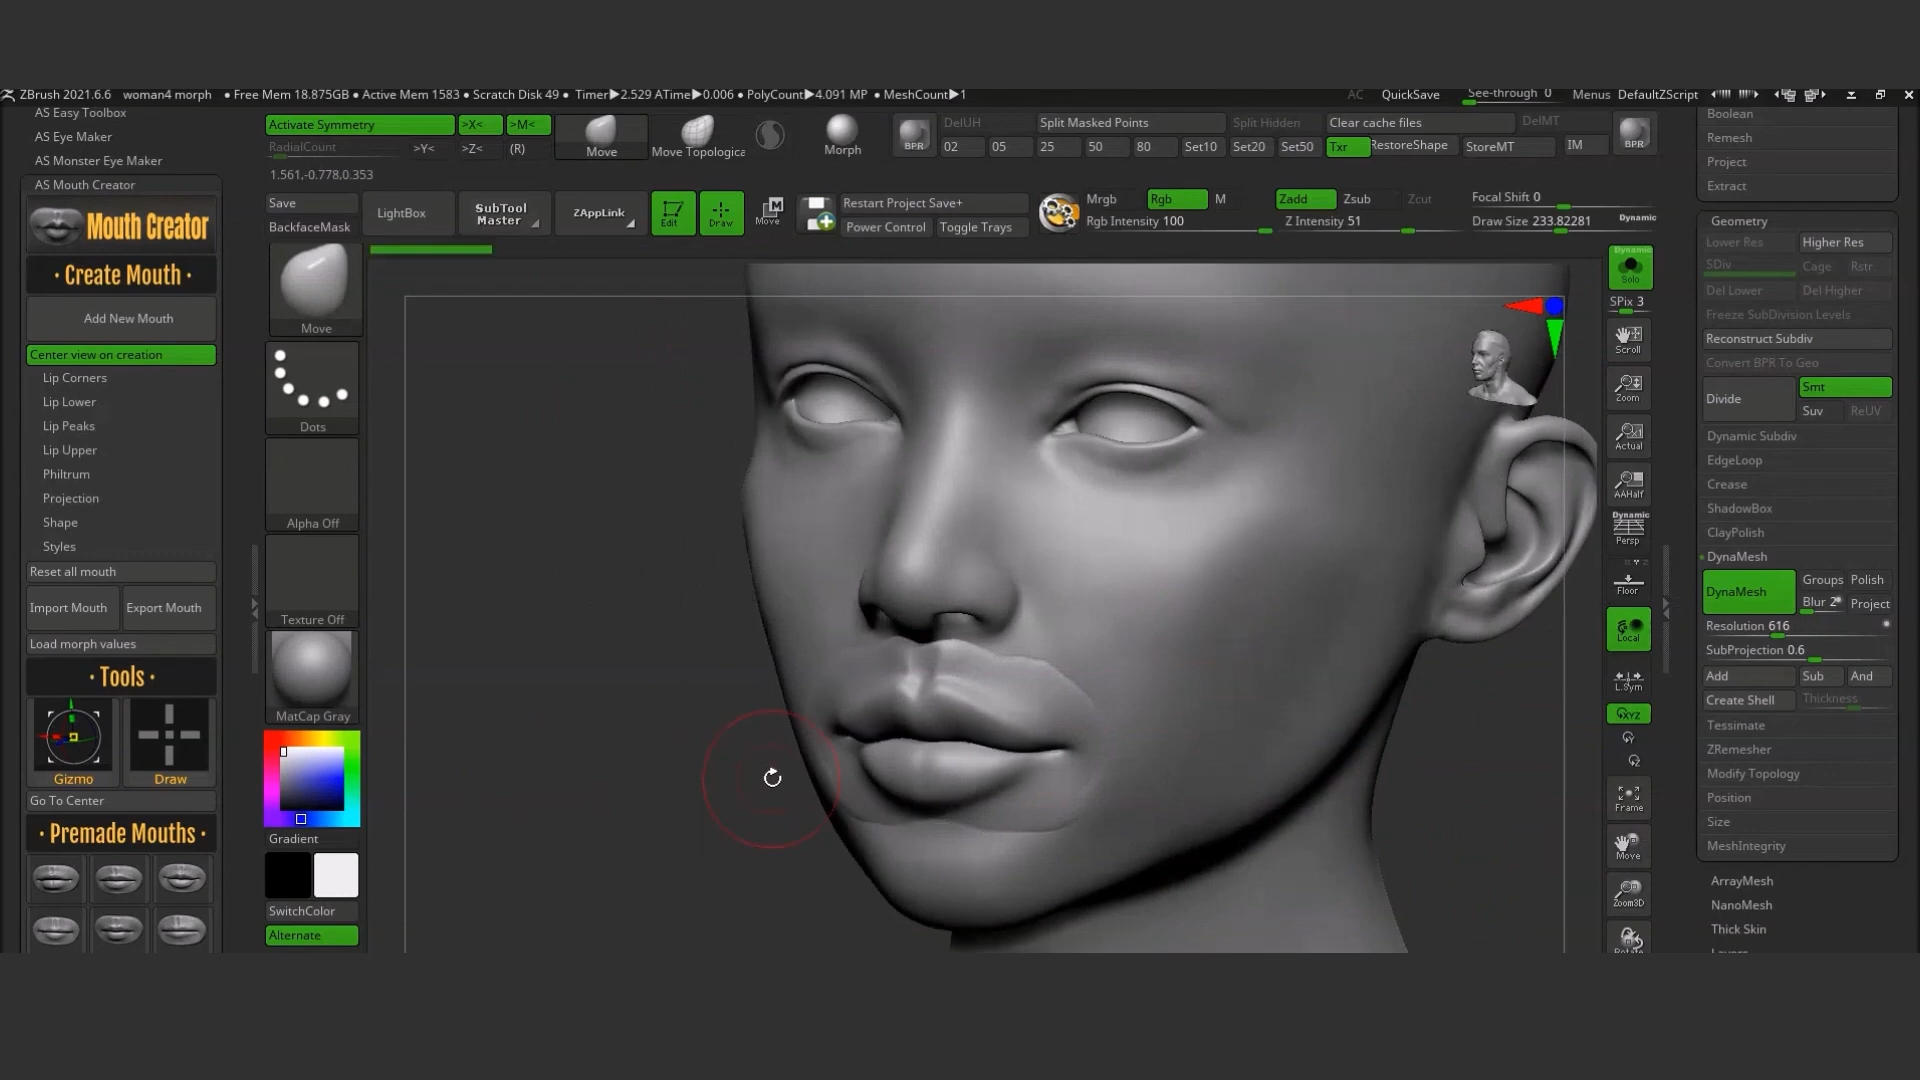 ZBrush 2021.6.6 woman4 morph • Free Mem 18.875GB • Active Mem 1583 • Scratch Disk 49 • Timer▶2.529 ATime▶0.006 • PolyCount▶4.091 MP • MeshCount▶1 AC QuickSave See-through 0 Menus DefaultZScript
AS Easy Toolbox
AS Eye Maker
AS Monster Eye Maker
AS Mouth Creator
Mouth Creator
· Create Mouth ·
Add New Mouth
Center view on creation
Lip Corners
Lip Lower
Lip Peaks
Lip Upper
Philtrum
Projection
Shape
Styles
Reset all mouth
Import Mouth Export Mouth
Load morph values
· Tools ·
Gizmo Draw
Go To Center
· Premade Mouths ·
Activate Symmetry >X< >M<
RadialCount >Y< >Z< (R)
1.561,-0.778,0.353
Move
Move Topologica
Morph
BPR
DelUH Split Masked Points Split Hidden Clear cache files DelMT
02 05 25 50 80 Set10 Set20 Set50 Txr RestoreShape StoreMT IM
BPR
Save
BackfaceMask
LightBox
SubTool
Master
ZAppLink
Edit
Draw
Move
Restart Project Save+
Power Control Toggle Trays
Mrgb Rgb M
Rgb Intensity 100
Zadd Zsub Zcut
Z Intensity 51
Focal Shift 0
Draw Size 233.82281 Dynamic
Move
Dots
Alpha Off
Texture Off
MatCap Gray
Gradient
SwitchColor
Alternate
Dynamic
Solo
SPix 3
Scroll
Zoom
Actual
AAHalf
Dynamic
Persp
Floor
Local
L.Sym
XYZ
Frame
Move
Zoom3D
Rotate
Boolean
Remesh
Project
Extract
Geometry
Lower Res Higher Res
SDiv Cage Rstr
Del Lower Del Higher
Freeze SubDivision Levels
Reconstruct Subdiv
Convert BPR To Geo
Divide Smt
Suv ReUV
Dynamic Subdiv
EdgeLoop
Crease
ShadowBox
ClayPolish
DynaMesh
DynaMesh Groups Polish
Blur 2 Project
Resolution 616
SubProjection 0.6
Add Sub And
Create Shell Thickness
Tessimate
ZRemesher
Modify Topology
Position
Size
MeshIntegrity
ArrayMesh
NanoMesh
Thick Skin
Layers